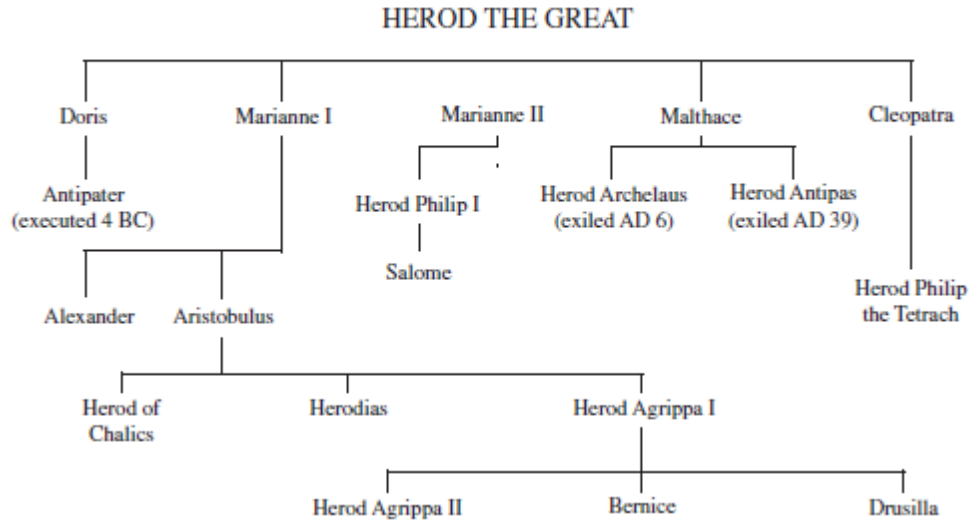 HEROD THE GREAT
Doris
Marianne I
Marianne II
Malthace
Cleopatra
Antipater
(executed 4 BC)
Herod Philip I
Herod Archelaus
(exiled AD 6)
Herod Antipas
(exiled AD 39)
Salome
Alexander
Aristobulus
Herod Philip
the Tetrach
Herod of
Chalics
Herodias
Herod Agrippa I
Herod Agrippa II
Bernice
Drusilla